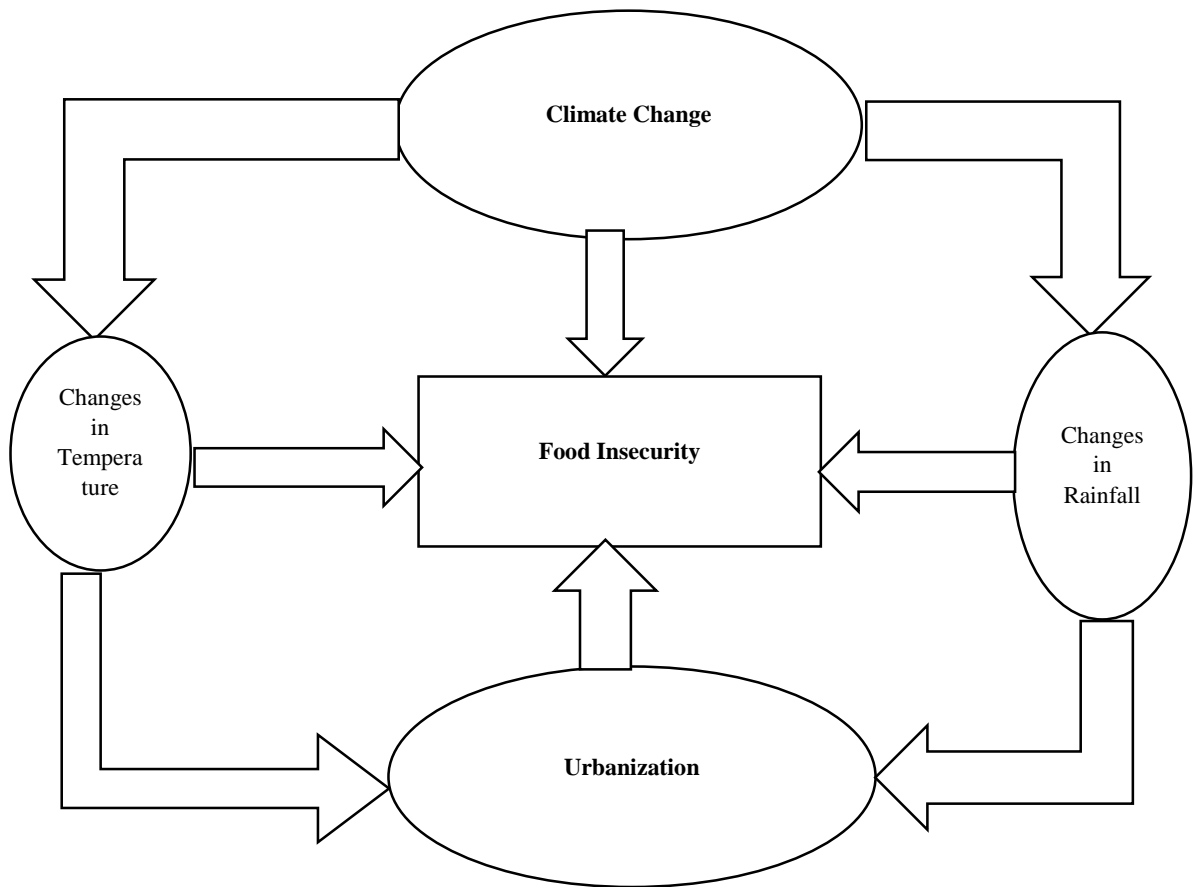 Climate Change
Changes
in
Tempera
ture
Food Insecurity
Changes
in
Rainfall
Urbanization